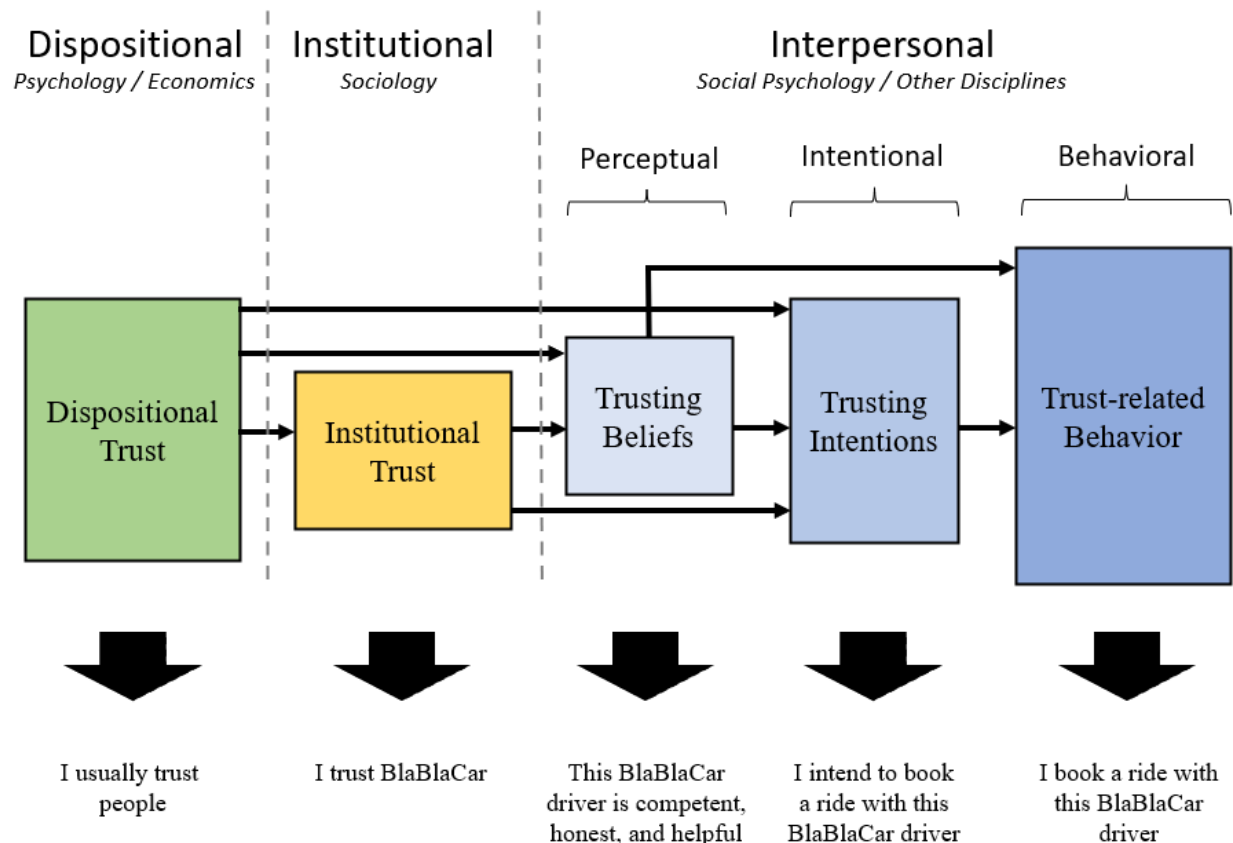 Dispositional
Psychology / Economics
Institutional
Sociology
Interpersonal
Social Psychology / Other Disciplines
Perceptual
Intentional
Behavioral
Dispositional
Trust
Institutional
Trust
Trusting
Beliefs
Trusting
Intentions
Trust-related
Behavior
I usually trust
people
I trust BlaBlaCar
This BlaBlaCar
driver is competent,
honest, and helpful
I intend to book
a ride with this
BlaBlaCar driver
I book a ride with
this BlaBlaCar
driver